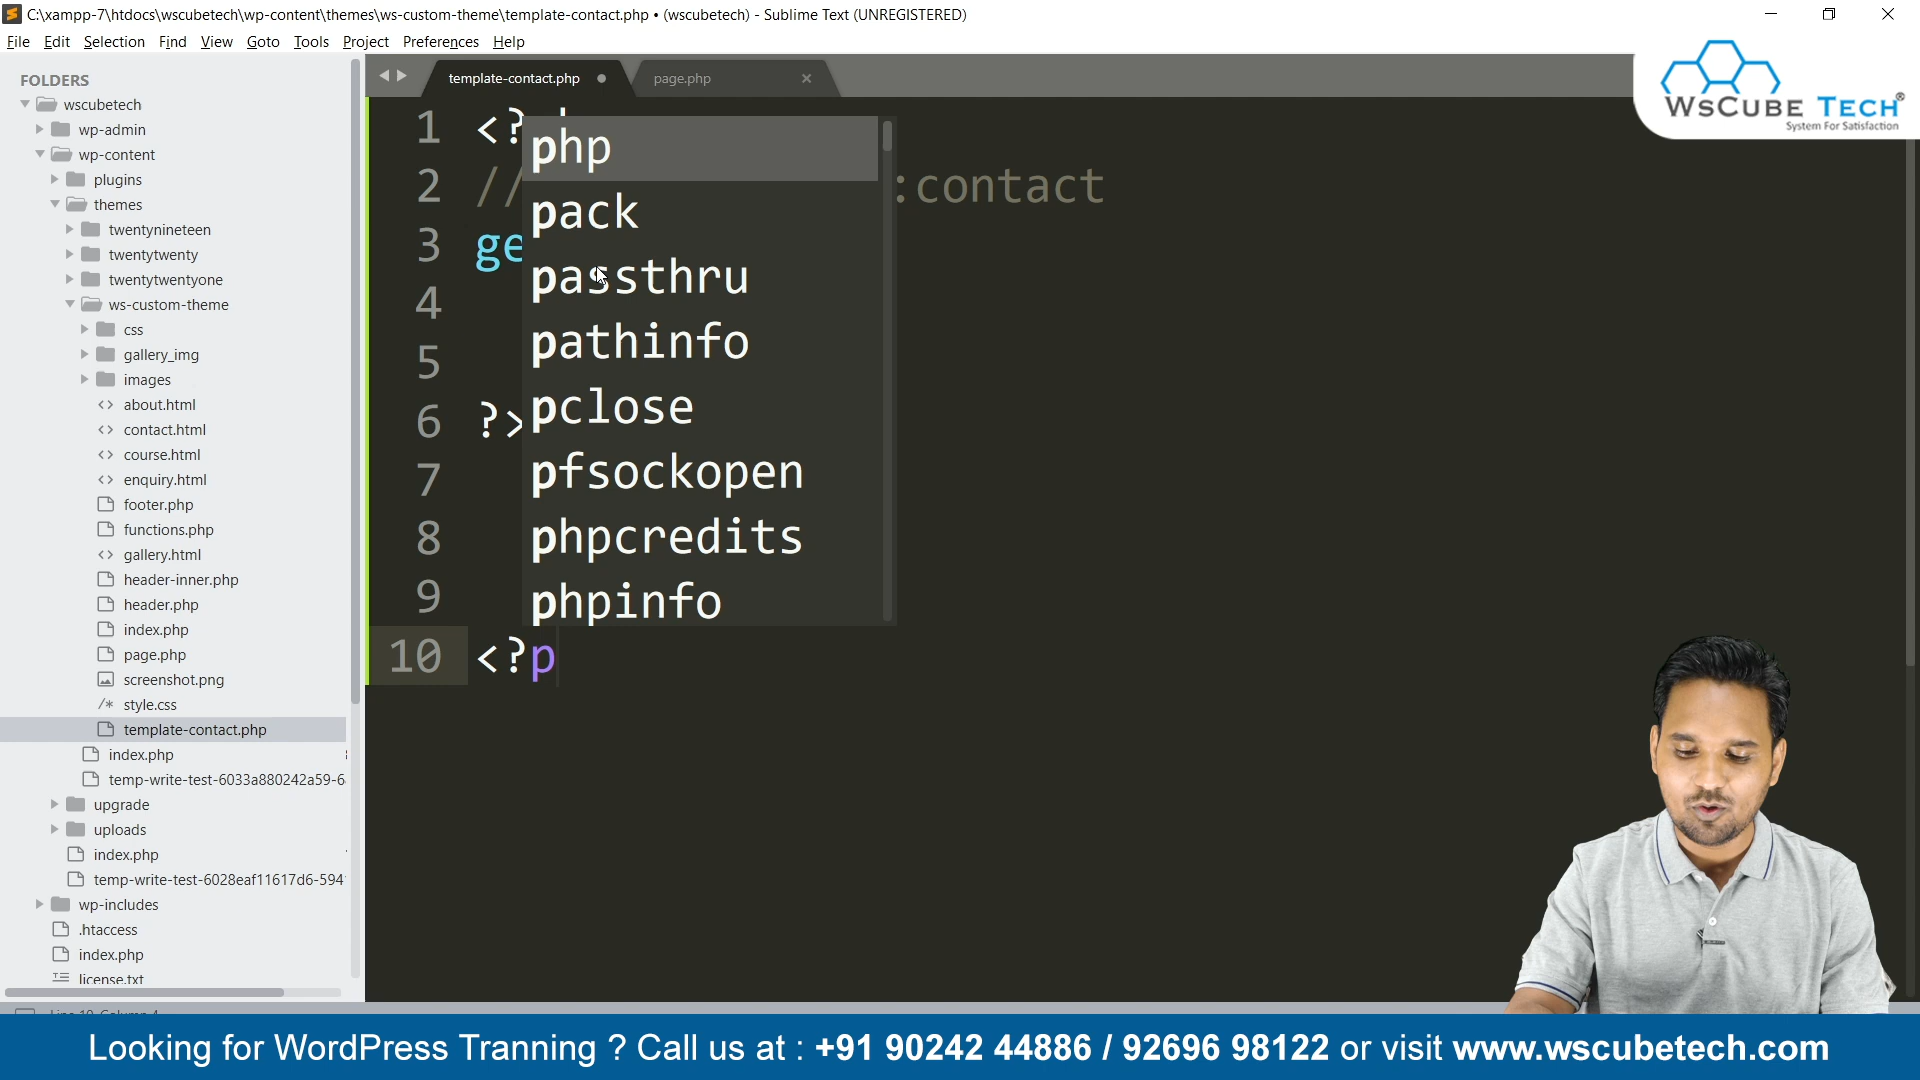 C:\xampp-7\htdocs\wscubetech\wp-content\themes\ws-custom-theme\template-contact.php • (wscubetech) - Sublime Text (UNREGISTERED)
File Edit Selection Find View Goto Tools Project Preferences Help
FOLDERS
wscubetech
wp-admin
wp-content
plugins
themes
twentynineteen
twentytwenty
twentytwentyone
ws-custom-theme
css
gallery_img
images
<> about.html
<> contact.html
<> course.html
<> enquiry.html
footer.php
functions.php
<> gallery.html
header-inner.php
header.php
index.php
page.php
screenshot.png
/* style.css
template-contact.php
index.php
temp-write-test-6033a880242a59-6
upgrade
uploads
index.php
temp-write-test-6028eaf11617d6-594
wp-includes
.htaccess
index.php
license.txt
template-contact.php page.php
1 <?
2 // :contact
3 ge
4
5
6 ?>
7
8
9
10 <?p
php
pack
passthru
pathinfo
pclose
pfsockopen
phpcredits
phpinfo
WsCube Tech®
System For Satisfaction
Looking for WordPress Tranning ? Call us at : +91 90242 44886 / 92696 98122 or visit www.wscubetech.com